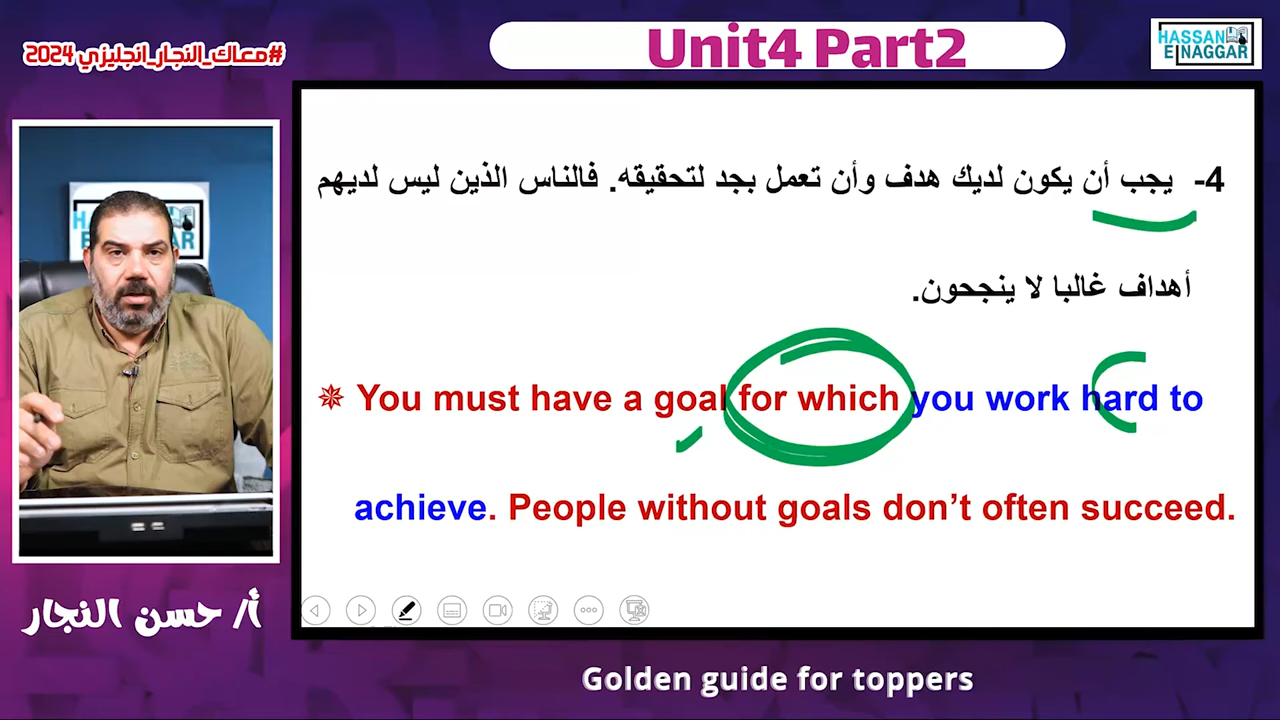 #معاك_النجار_انجليزي 2024
Unit4 Part2
HASSAN
ElNAGGAR
4- يجب أن يكون لديك هدف وأن تعمل بجد لتحقيقه. فالناس الذين ليس لديهم
أهداف غالبا لا ينجحون.
You must have a goal for which you work hard to
achieve. People without goals don’t often succeed.
أ/ حسن النجار
Golden guide for toppers